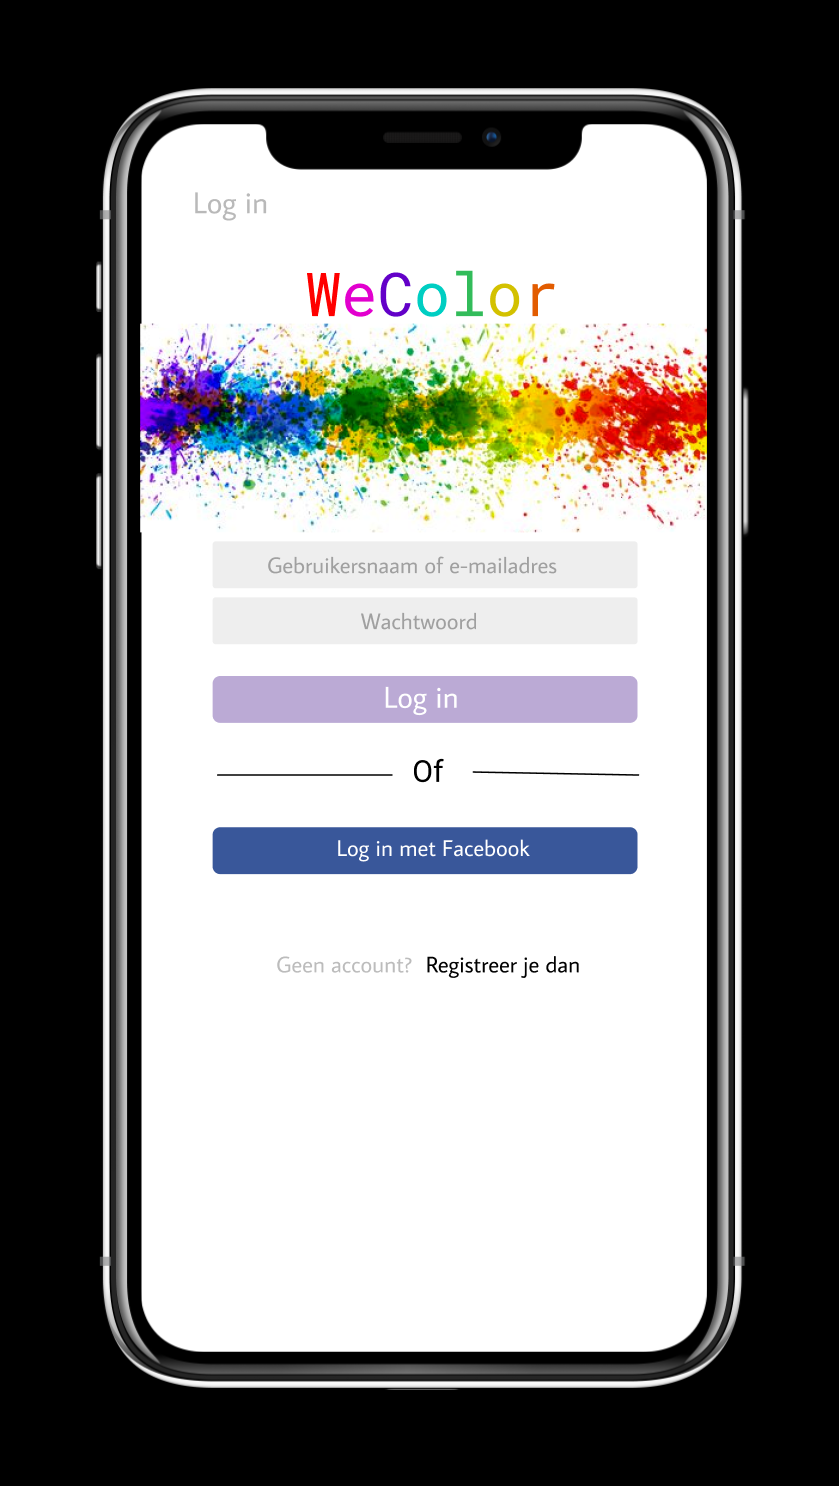 Log in
WeColor
Gebruikersnaam of e-mailadres
Wachtwoord
Log in
Of
Log in met Facebook
Geen account? Registreer je dan